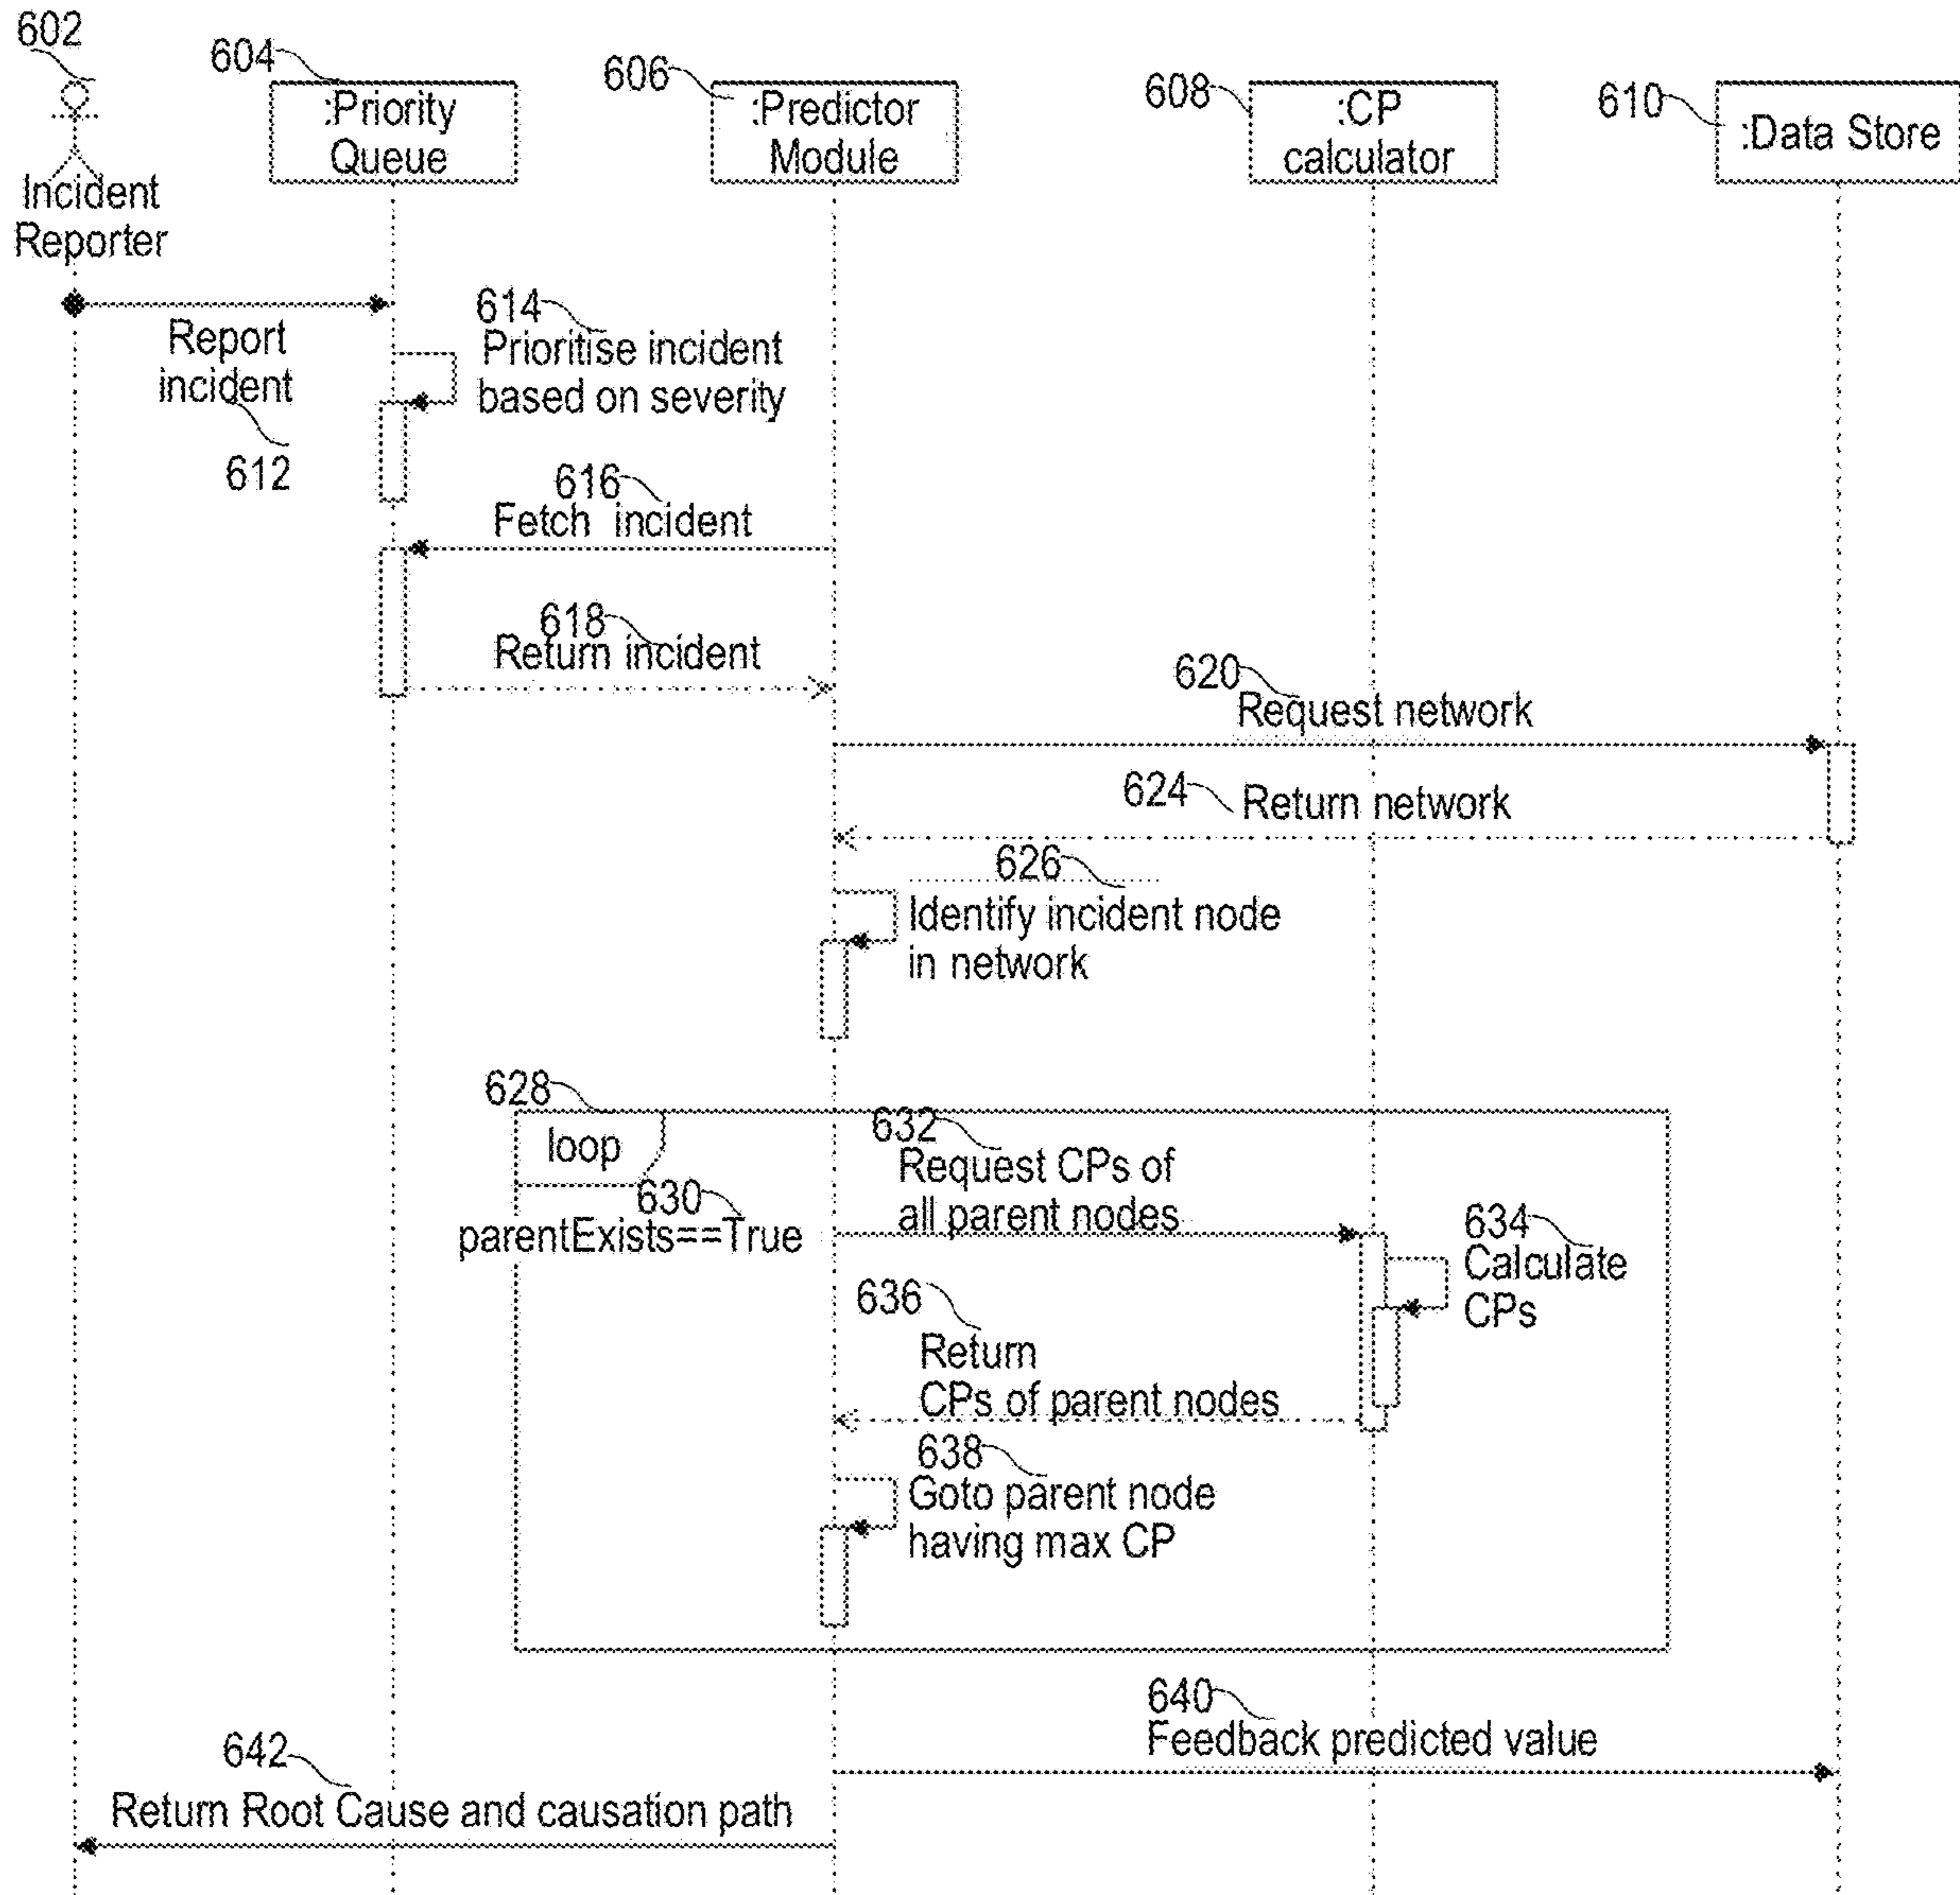 602
604
606
608
610
:Priority
Queue
:Predictor
Module
:CP
calculator
:Data Store
Incident
Reporter
Report
incident
612
614
Prioritise incident
based on severity
616
Fetch incident
618
Return incident
620
Request network
624
Return network
626
Identify incident node
in network
628
loop
630
parentExists==True
632
Request CPs of
all parent nodes
634
Calculate
CPs
636
Return
CPs of parent nodes
638
Goto parent node
having max CP
640
Feedback predicted value
642
Return Root Cause and causation path